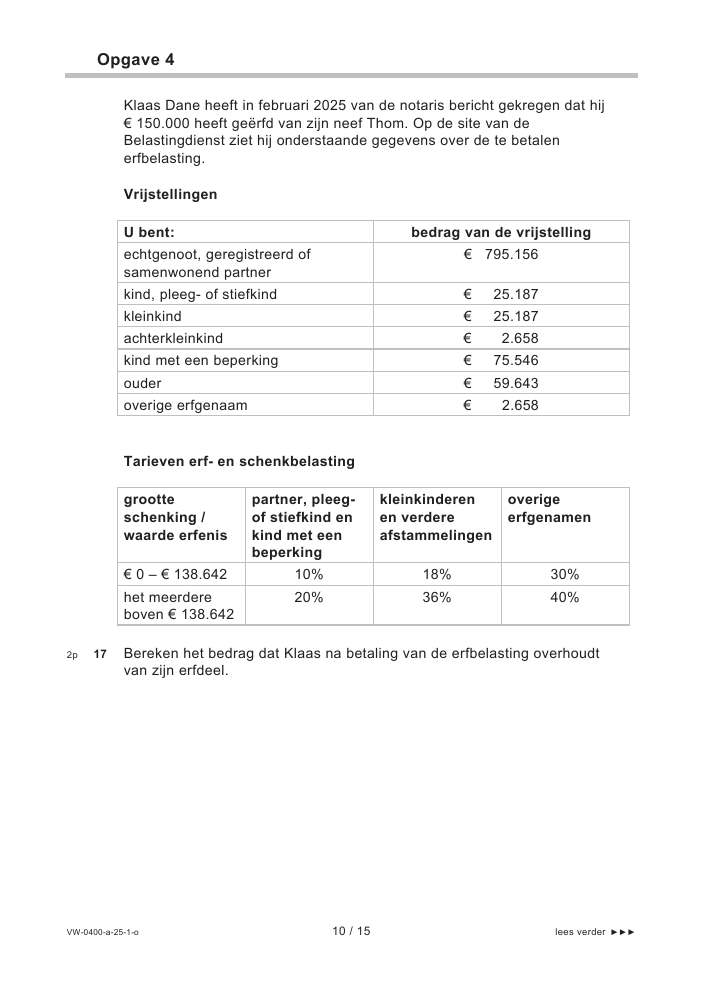 Opgave 4
Klaas Dane heeft in februari 2025 van de notaris bericht gekregen dat hij
€ 150.000 heeft geërfd van zijn neef Thom. Op de site van de
Belastingdienst ziet hij onderstaande gegevens over de te betalen
erfbelasting.
Vrijstellingen
U bent: bedrag van de vrijstelling
echtgenoot, geregistreerd of € 795.156
samenwonend partner
kind, pleeg- of stiefkind € 25.187
kleinkind € 25.187
achterkleinkind € 2.658
kind met een beperking € 75.546
ouder € 59.643
overige erfgenaam € 2.658
Tarieven erf- en schenkbelasting
grootte partner, pleeg- kleinkinderen overige
schenking / of stiefkind en en verdere erfgenamen
waarde erfenis kind met een afstammelingen
beperking
€ 0 – € 138.642 10% 18% 30%
het meerdere 20% 36% 40%
boven € 138.642
2p 17 Bereken het bedrag dat Klaas na betaling van de erfbelasting overhoudt
van zijn erfdeel.
VW-0400-a-25-1-o 10 / 15 lees verder ►►►